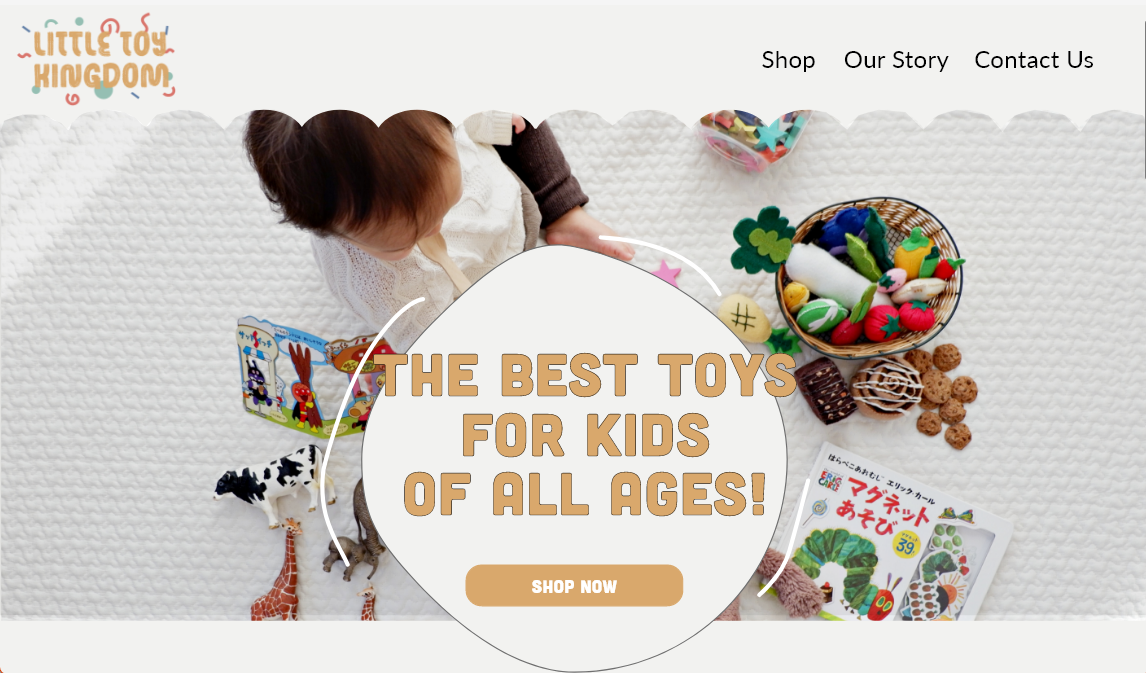 LITTLE TOY
KINGDOM
Shop
Our Story
Contact Us
THE BEST TOYS
FOR KIDS
OF ALL AGES!
SHOP NOW
はらぺこあおむし エリック・カール
ERIC CARLE
マグネット
あそび
39